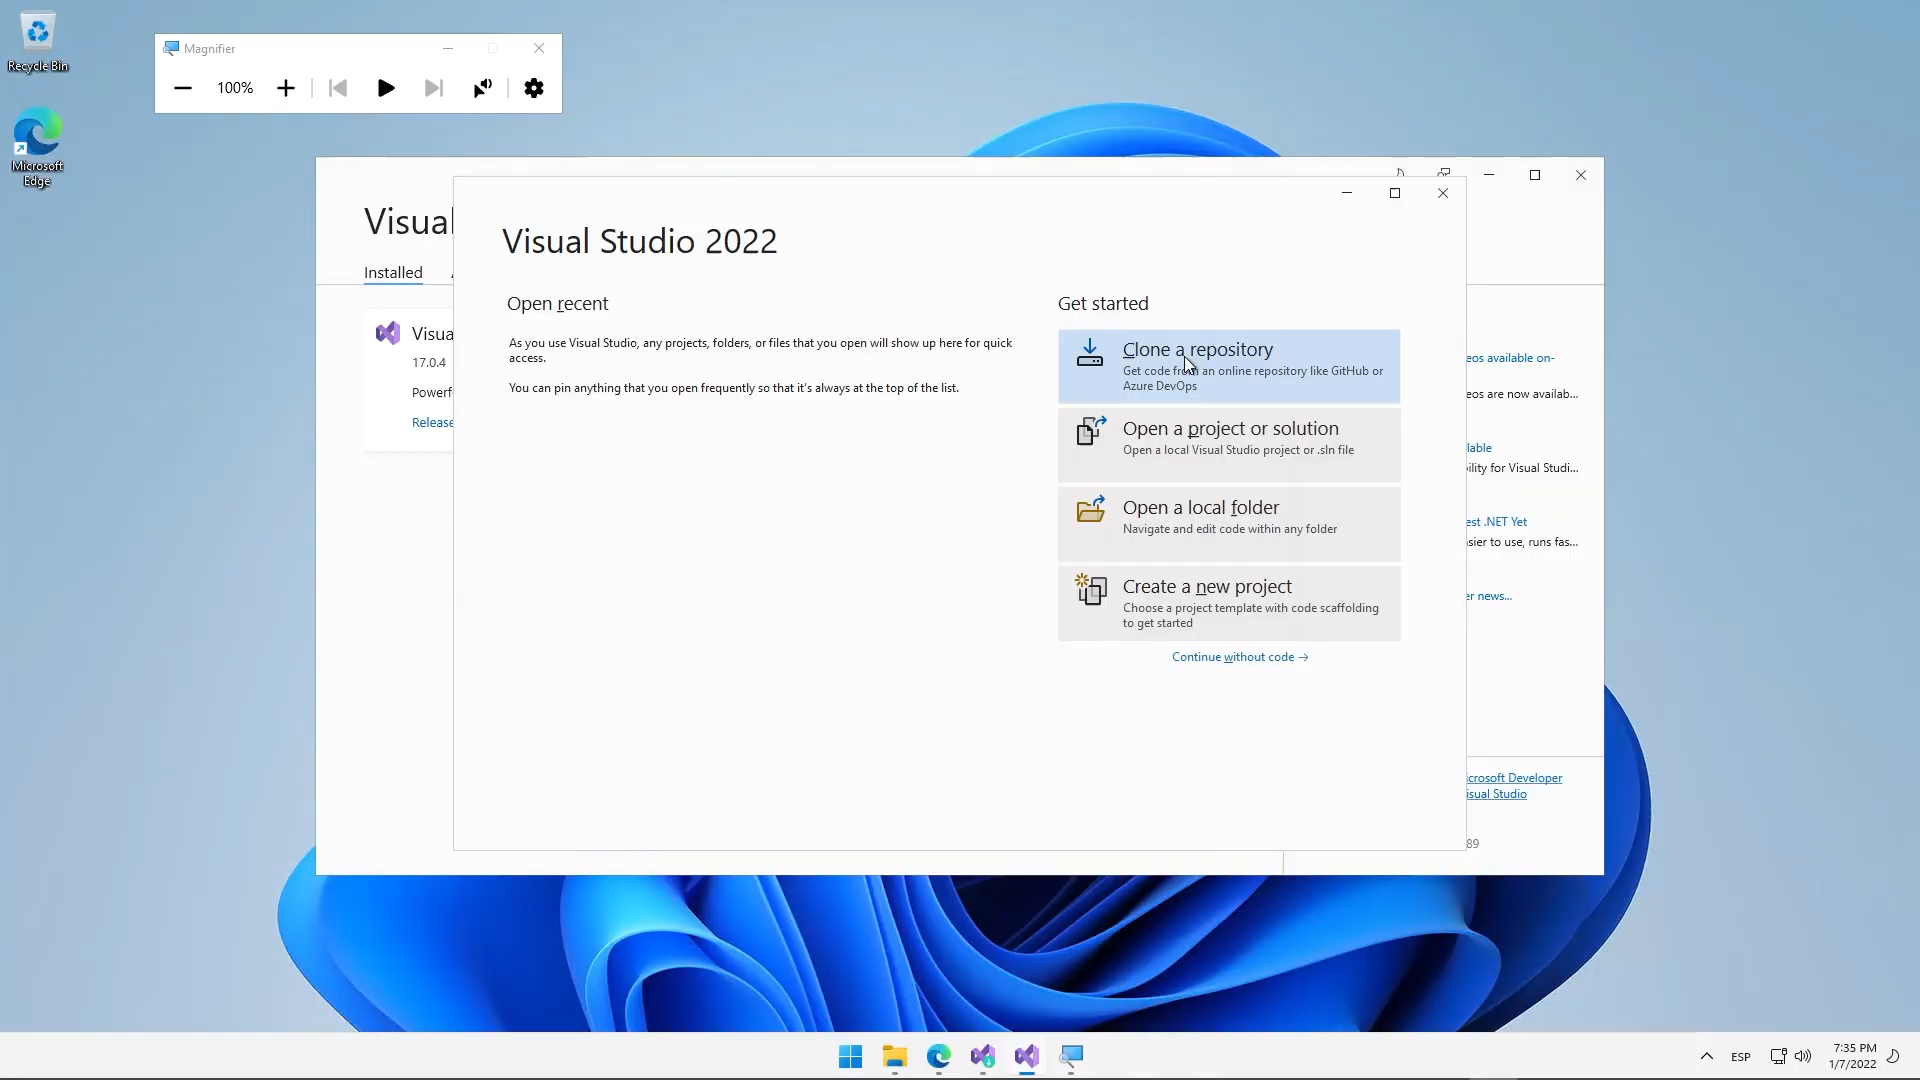 Recycle Bin
Microsoft
Edge
Magnifier
100%
Visual
Installed
Visua
17.0.4
Powerf
Release
Visual Studio 2022
Open recent
As you use Visual Studio, any projects, folders, or files that you open will show up here for quick
access.
You can pin anything that you open frequently so that it's always at the top of the list.
Get started
Clone a repository
Get code from an online repository like GitHub or
Azure DevOps
Open a project or solution
Open a local Visual Studio project or .sln file
Open a local folder
Navigate and edit code within any folder
Create a new project
Choose a project template with code scaffolding
to get started
Continue without code →
eos available on-
eos are now availab...
lable
ility for Visual Studi...
est .NET Yet
sier to use, runs fas...
er news...
icrosoft Developer
isual Studio
89
ESP
7:35 PM
1/7/2022